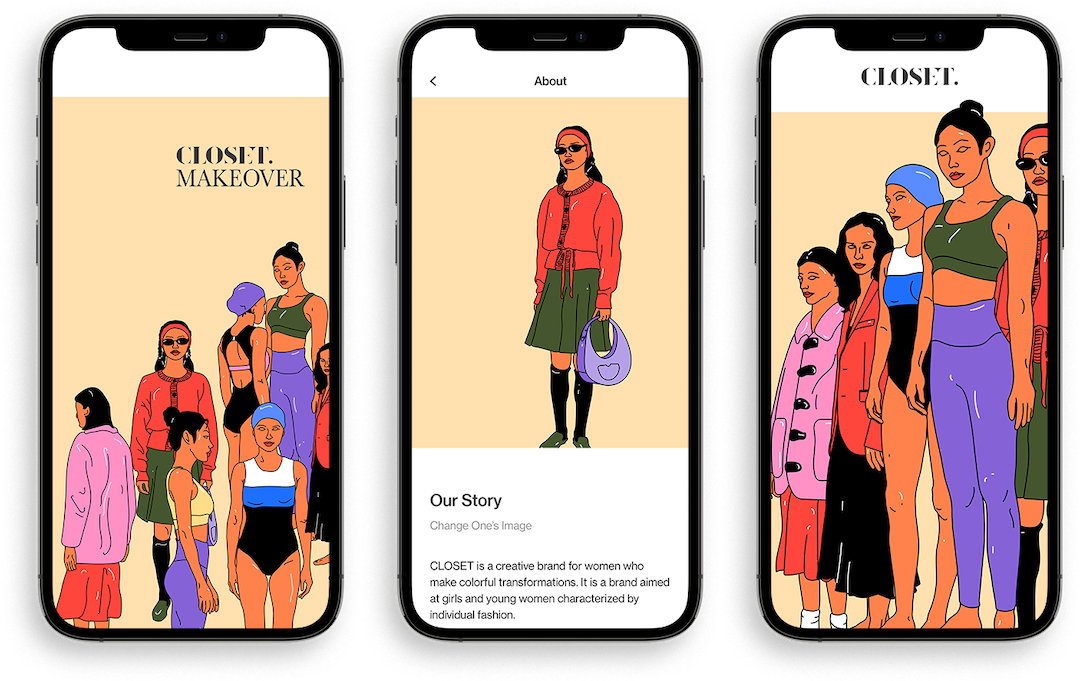 CLOSET.
MAKEOVER
About
Our Story
Change One's Image
CLOSET is a creative brand for women who
make colorful transformations. It is a brand aimed
at girls and young women characterized by
individual fashion.
CLOSET.